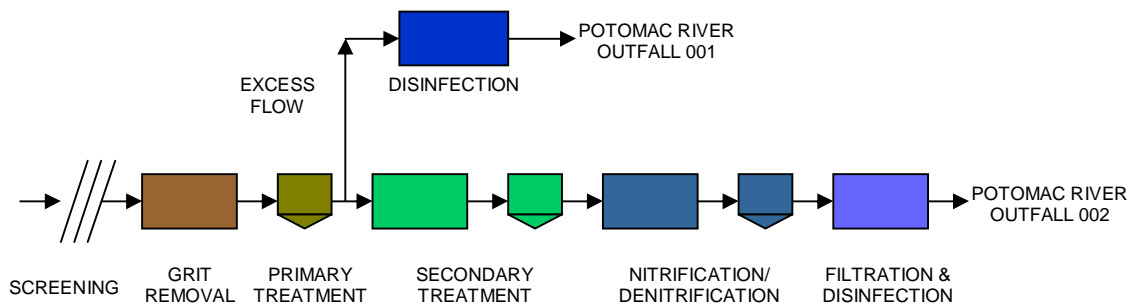 POTOMAC RIVER
OUTFALL 001
EXCESS
FLOW
DISINFECTION
POTOMAC RIVER
OUTFALL 002
SCREENING
GRIT
REMOVAL
PRIMARY
TREATMENT
SECONDARY
TREATMENT
NITRIFICATION/
DENITRIFICATION
FILTRATION &
DISINFECTION